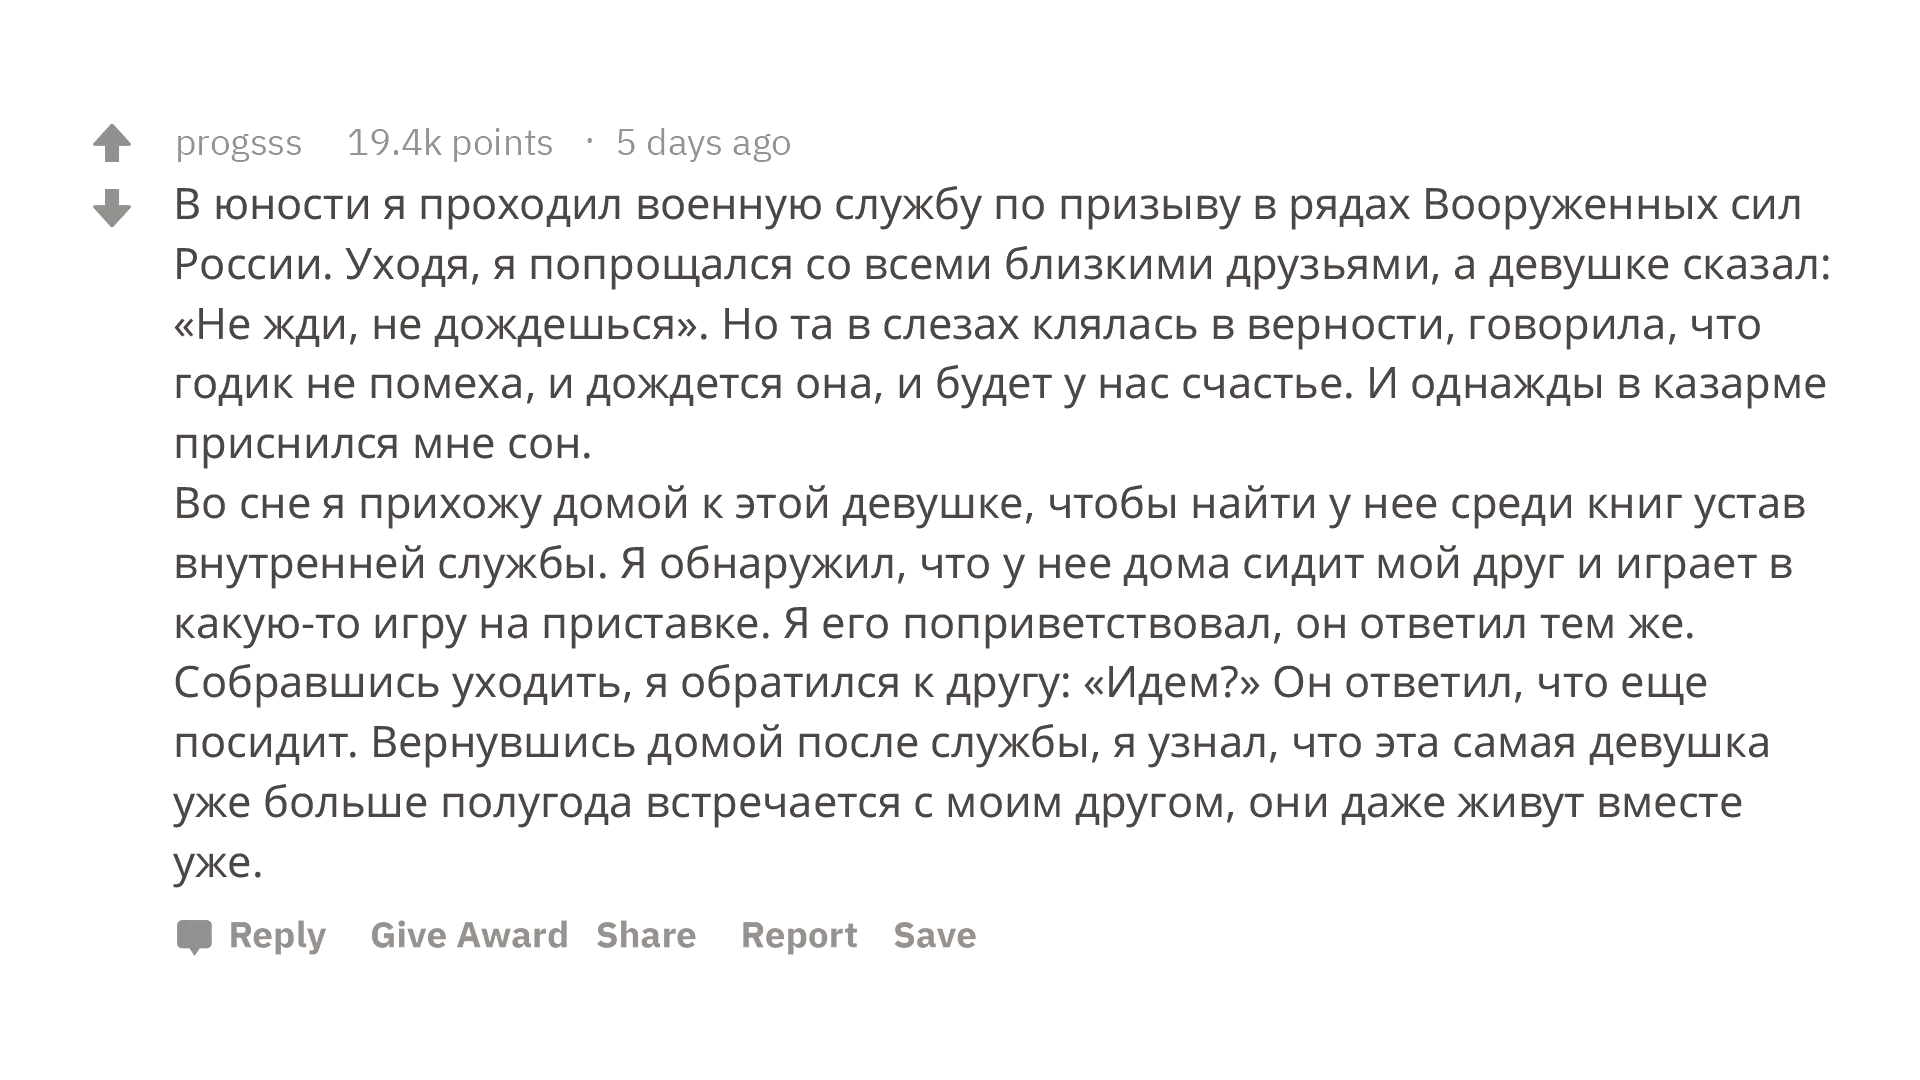 progsss 19.4k points · 5 days ago
В юности я проходил военную службу по призыву в рядах Вооруженных сил
России. Уходя, я попрощался со всеми близкими друзьями, а девушке сказал:
«Не жди, не дождешься». Но та в слезах клялась в верности, говорила, что
годик не помеха, и дождется она, и будет у нас счастье. И однажды в казарме
приснился мне сон.
Во сне я прихожу домой к этой девушке, чтобы найти у нее среди книг устав
внутренней службы. Я обнаружил, что у нее дома сидит мой друг и играет в
какую-то игру на приставке. Я его поприветствовал, он ответил тем же.
Собравшись уходить, я обратился к другу: «Идем?» Он ответил, что еще
посидит. Вернувшись домой после службы, я узнал, что эта самая девушка
уже больше полугода встречается с моим другом, они даже живут вместе
уже.
Reply Give Award Share Report Save